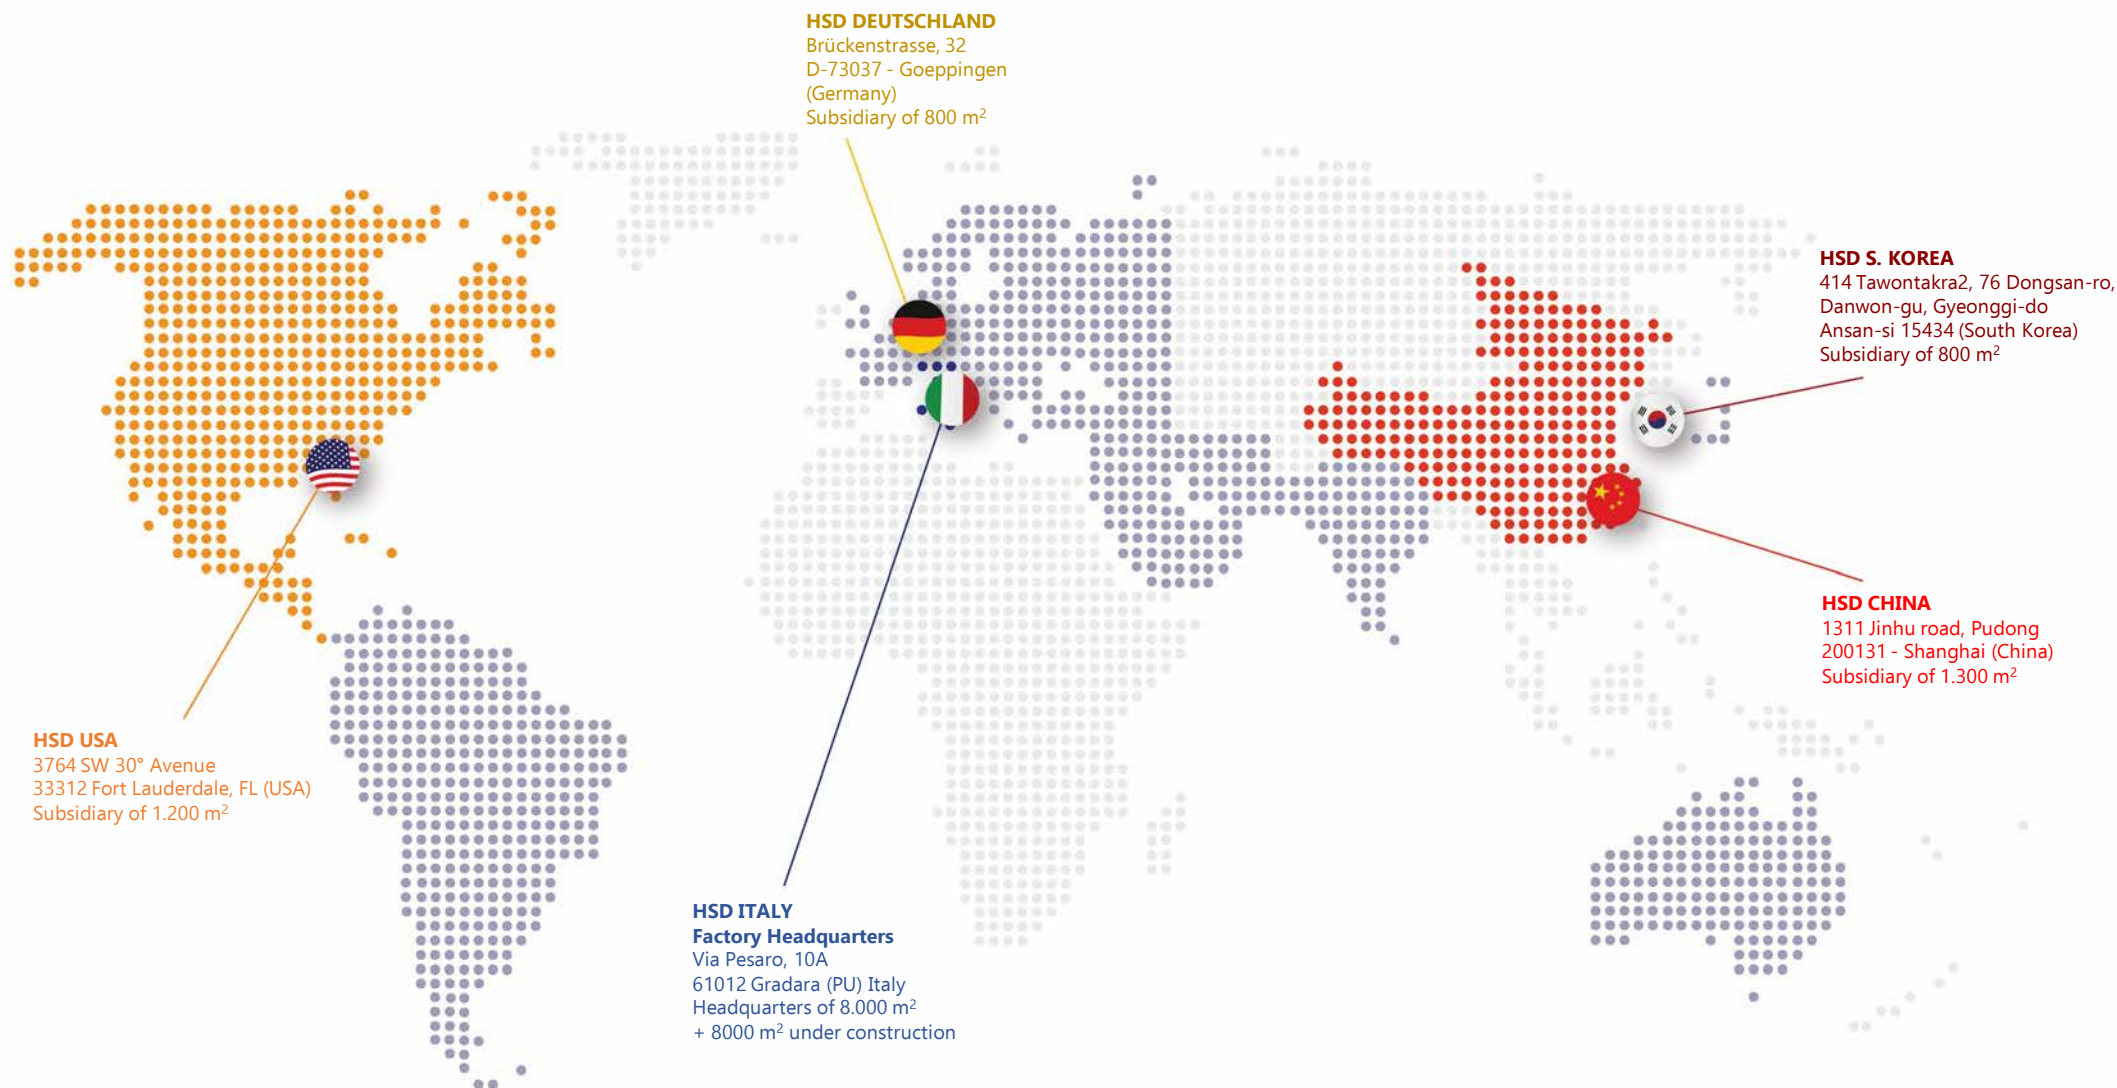 HSD DEUTSCHLAND
Brückenstrasse, 32
D-73037 - Goeppingen
(Germany)
Subsidiary of 800 m²
HSD S. KOREA
414 Tawontakra2, 76 Dongsan-ro,
Danwon-gu, Gyeonggi-do
Ansan-si 15434 (South Korea)
Subsidiary of 800 m²
HSD CHINA
1311 Jinhu road, Pudong
200131 - Shanghai (China)
Subsidiary of 1.300 m²
HSD USA
3764 SW 30° Avenue
33312 Fort Lauderdale, FL (USA)
Subsidiary of 1.200 m²
HSD ITALY
Factory Headquarters
Via Pesaro, 10A
61012 Gradara (PU) Italy
Headquarters of 8.000 m²
+ 8000 m² under construction